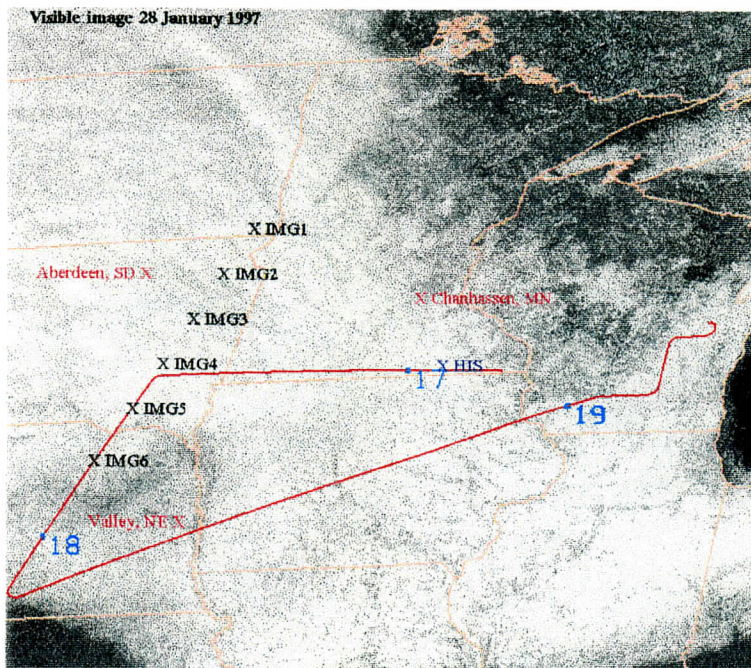 Visible image 28 January 1997
X IMG1
Aberdeen, SD X
X IMG2
X Chanhassen, MN
X IMG3
X IMG4
X HIS
17
X IMG5
19
X IMG6
Valley, NE X
18